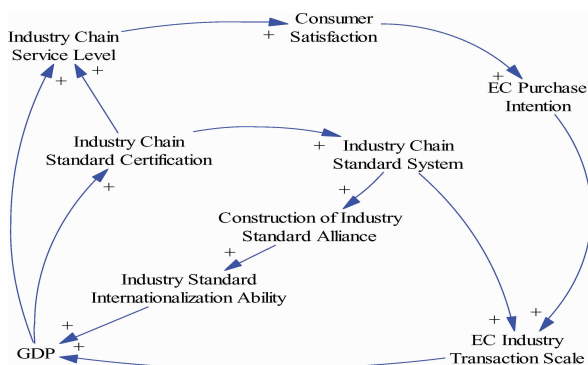 Consumer
Satisfaction
+
Industry Chain
Service Level
+
+
+
EC Purchase
Intention
Industry Chain
Standard Certification
+
+
Industry Chain
Standard System
+
Construction of Industry
Standard Alliance
+
Industry Standard
Internationalization Ability
+
+
GDP
+
+
EC Industry
Transaction Scale